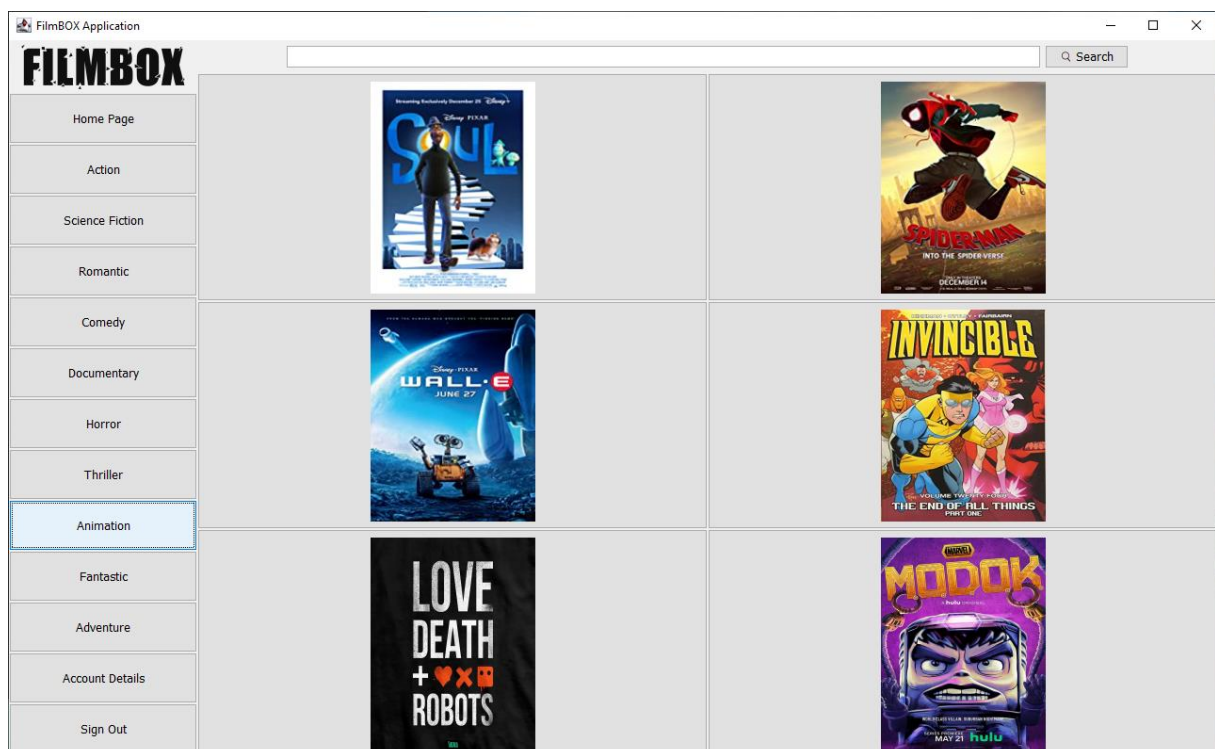 FilmBOX Application
FILMBOX
Search
Home Page
Action
Science Fiction
Romantic
Comedy
Documentary
Horror
Thriller
Animation
Fantastic
Adventure
Account Details
Sign Out
Streaming Exclusively December 25 Disney+
Disney PIXAR
SOUL
SPIDER-MAN
INTO THE SPIDER-VERSE
DECEMBER 14
Disney·PIXAR
WALL·E
JUNE 27
INVINCIBLE
VOLUME TWENTY-FOUR
THE END OF ALL THINGS
PART ONE
LOVE
DEATH
+
ROBOTS
MARVEL
MODOK
MAY 21 hulu